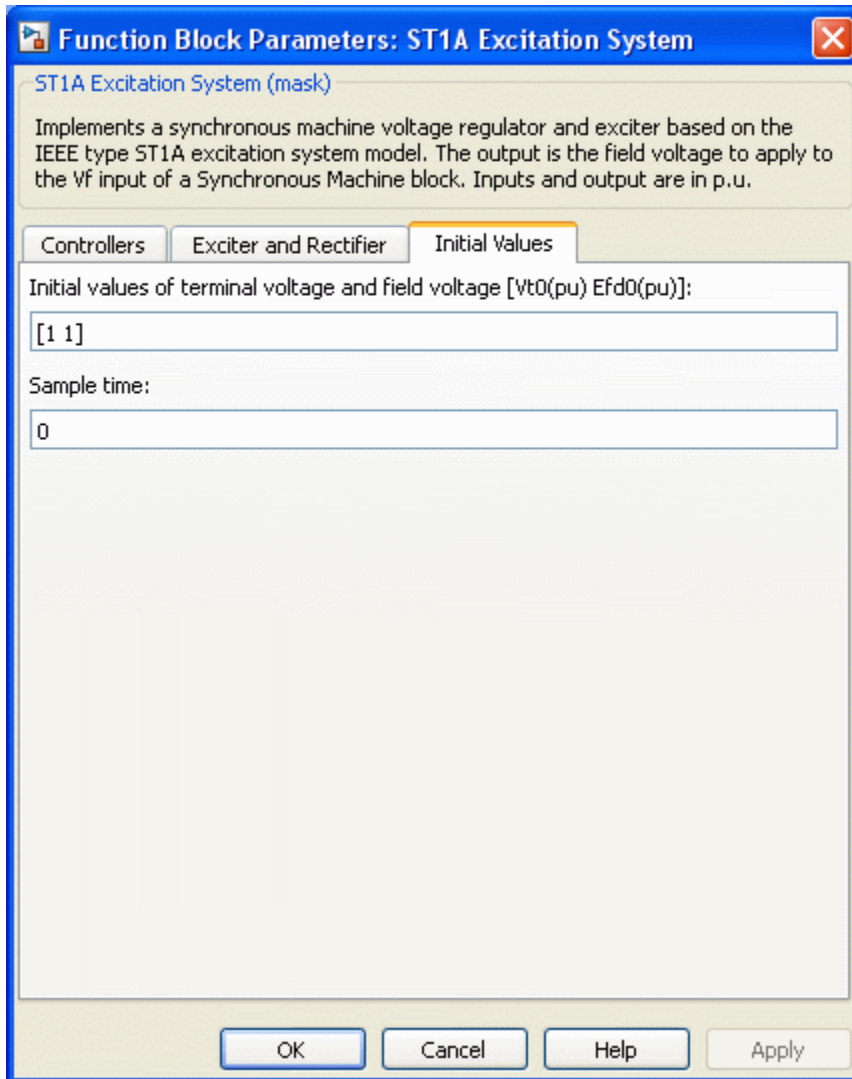 Function Block Parameters: ST1A Excitation System
ST1A Excitation System (mask)
Implements a synchronous machine voltage regulator and exciter based on the
IEEE type ST1A excitation system model. The output is the field voltage to apply to
the Vf input of a Synchronous Machine block. Inputs and output are in p.u.
Controllers Exciter and Rectifier Initial Values
Initial values of terminal voltage and field voltage [Vt0(pu) Efd0(pu)]:
[1 1]
Sample time:
0
OK Cancel Help Apply